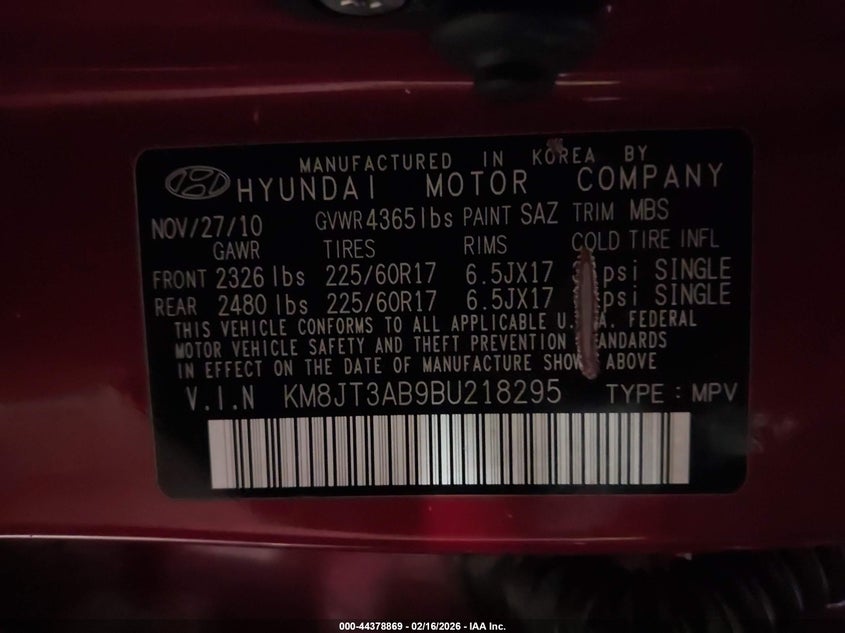 MANUFACTURED IN KOREA BY
HYUNDAI MOTOR COMPANY
NOV/27/10 GVWR 4365lbs PAINT SAZ TRIM MBS
GAWR TIRES RIMS COLD TIRE INFL
FRONT 2326 lbs 225/60R17 6.5JX17 psi SINGLE
REAR 2480 lbs 225/60R17 6.5JX17 psi SINGLE
THIS VEHICLE CONFORMS TO ALL APPLICABLE U.S.A. FEDERAL
MOTOR VEHICLE SAFETY AND THEFT PREVENTION STANDARDS
IN EFFECT ON THE DATE OF MANUFACTURE SHOWN ABOVE
V.I.N KM8JT3AB9BU218295 TYPE : MPV
000-44378869 - 02/16/2026 - IAA Inc.